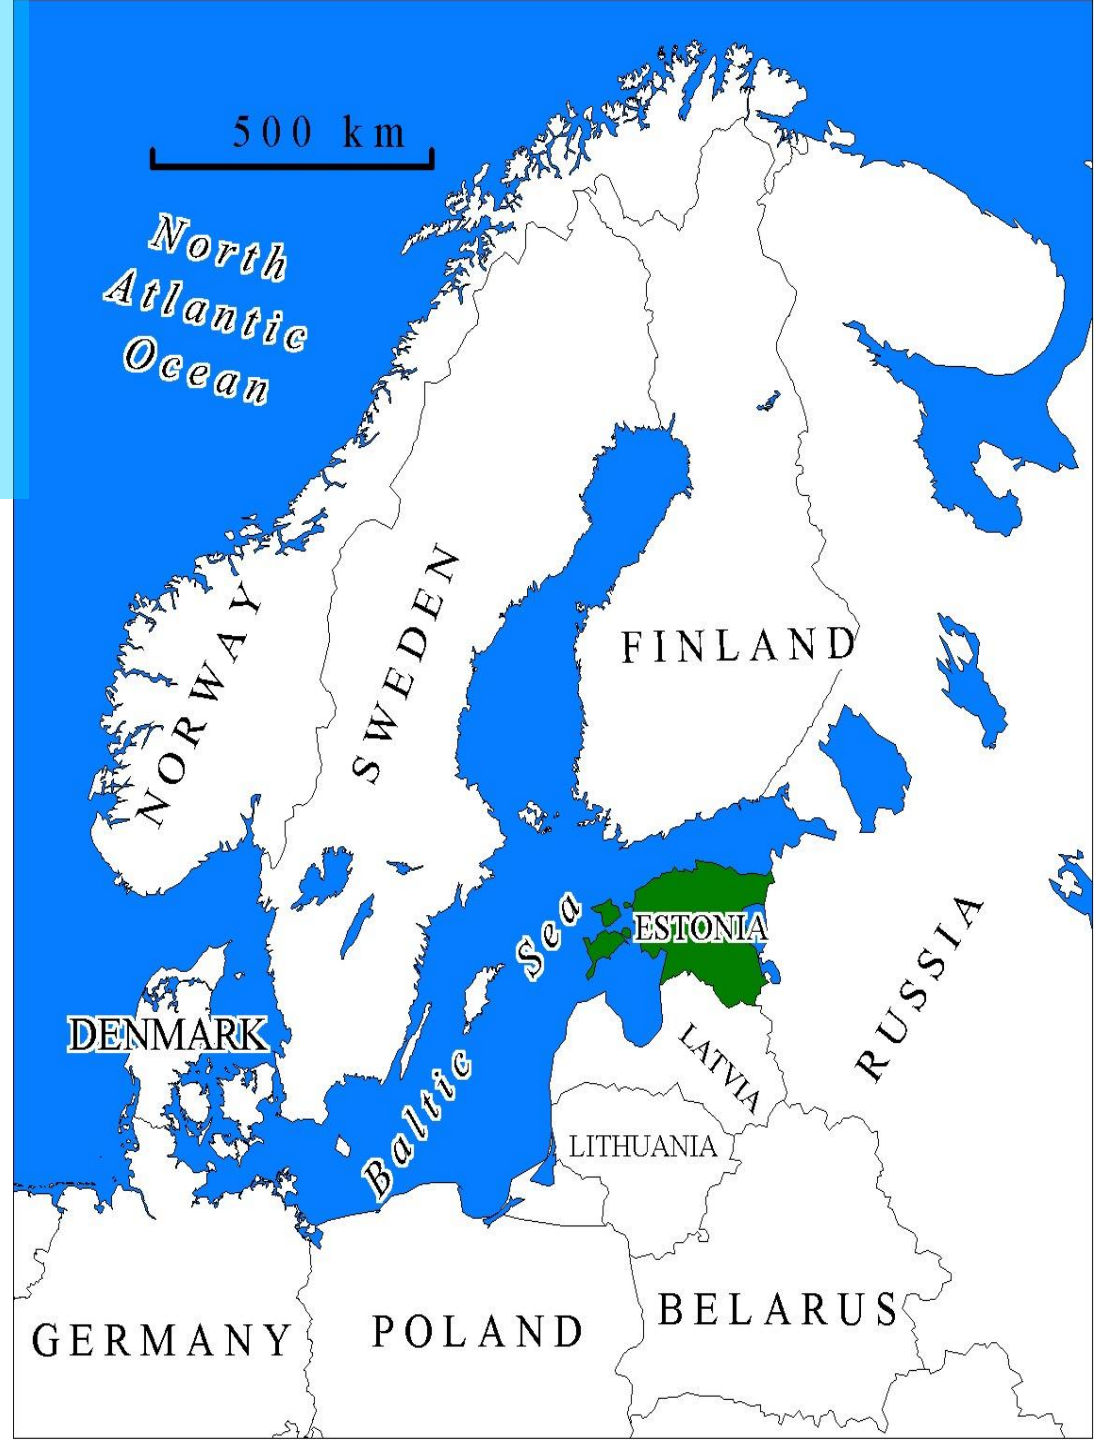 500 km
North
Atlantic
Ocean
NORWAY
SWEDEN
FINLAND
ESTONIA
Baltic Sea
RUSSIA
DENMARK
LATVIA
LITHUANIA
GERMANY
POLAND
BELARUS